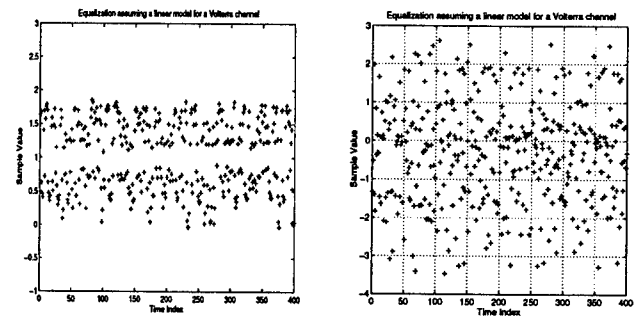 Equalization assuming a linear model for a Volterra channel
3
2.5
2
1.5
1
0.5
0
-0.5
-1
Sample Value
0 50 100 150 200 250 300 350 400
Time Index
Equalization assuming a linear model for a Volterra channel
3
2
1
0
-1
-2
-3
-4
Sample Value
0 50 100 150 200 250 300 350 400
Time Index